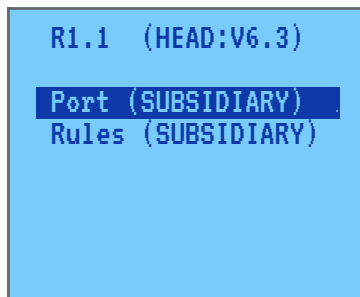 R1.1 (HEAD:V6.3)
Port (SUBSIDIARY)
Rules (SUBSIDIARY)